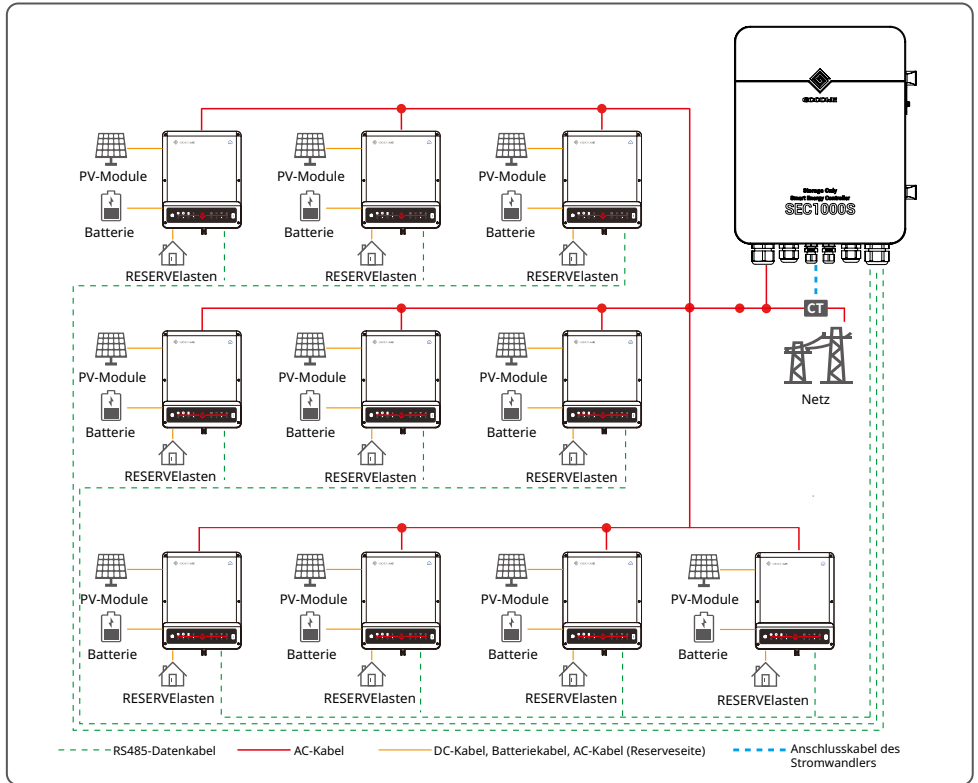 GOODWE
Storage Only
Smart Energy Controller
SEC1000S
PV-Module
PV-Module
PV-Module
Batterie
Batterie
Batterie
RESERVElasten
RESERVElasten
RESERVElasten
CT
Netz
PV-Module
PV-Module
PV-Module
Batterie
Batterie
Batterie
RESERVElasten
RESERVElasten
RESERVElasten
PV-Module
PV-Module
PV-Module
PV-Module
Batterie
Batterie
Batterie
Batterie
RESERVElasten
RESERVElasten
RESERVElasten
RESERVElasten
RS485-Datenkabel
AC-Kabel
DC-Kabel, Batteriekabel, AC-Kabel (Reserveseite)
Anschlusskabel des
Stromwandlers